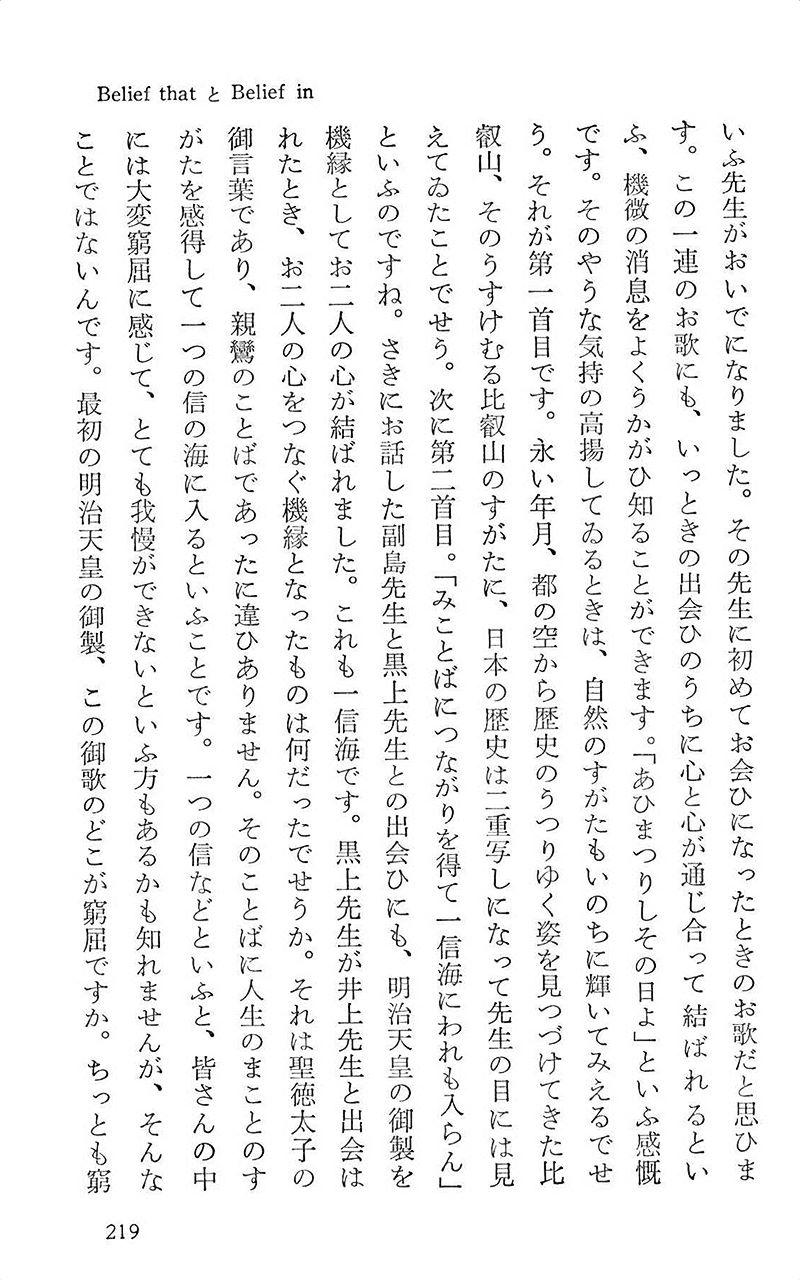 Belief that と Belief in
いふ先生がおいでになりました。その先生に初めてお会ひになったときのお歌だと思ひま
す。この一連のお歌にも、いっときの出会ひのうちに心と心が通じ合って結ばれるとい
ふ、機微の消息をよくうかがひ知ることができます。「あひまつりしその日よ」といふ感慨
です。そのやうな気持の高揚してゐるときは、自然のすがたもいのちに輝いてみえるでせ
う。それが第一首目です。永い年月、都の空から歴史のうつりゆく姿を見つづけてきた比
叡山、そのうすけむる比叡山のすがたに、日本の歴史は二重写しになって先生の目には見
えてゐたことでせう。次に第二首目。「みことばにつながりを得て一信海にわれも入らん」
といふのですね。さきにお話した副島先生と黒上先生との出会ひにも、明治天皇の御製を
機縁としてお二人の心が結ばれました。これも一信海です。黒上先生が井上先生と出会は
れたとき、お二人の心をつなぐ機縁となったものは何だったでせうか。それは聖徳太子の
御言葉であり、親鸞のことばであったに違ひありません。そのことばに人生のまことのす
がたを感得して一つの信の海に入るといふことです。一つの信などといふと、皆さんの中
には大変窮屈に感じて、とても我慢ができないといふ方もあるかも知れませんが、そんな
ことではないんです。最初の明治天皇の御製、この御歌のどこが窮屈ですか。ちっとも窮
219